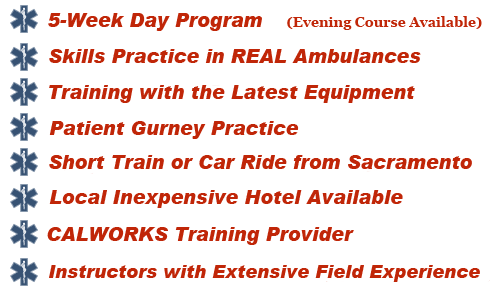 5-Week Day Program (Evening Course Available)
Skills Practice in REAL Ambulances
Training with the Latest Equipment
Patient Gurney Practice
Short Train or Car Ride from Sacramento
Local Inexpensive Hotel Available
CALWORKS Training Provider
Instructors with Extensive Field Experience